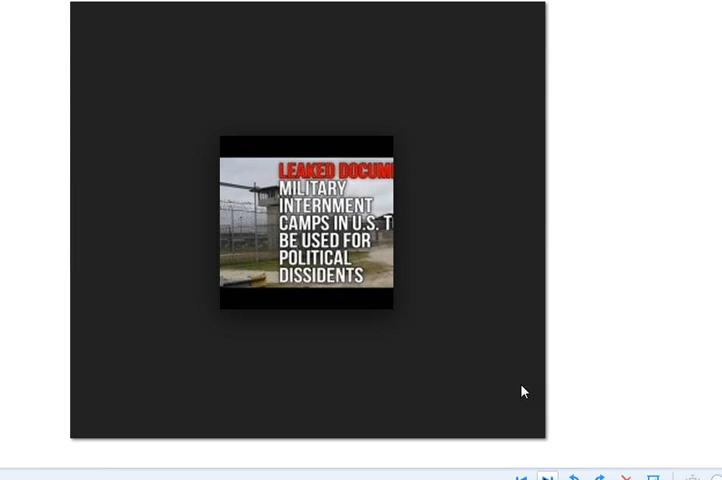 LEAKED DOCUM
MILITARY
INTERNMENT
CAMPS IN U.S. T
BE USED FOR
POLITICAL
DISSIDENTS